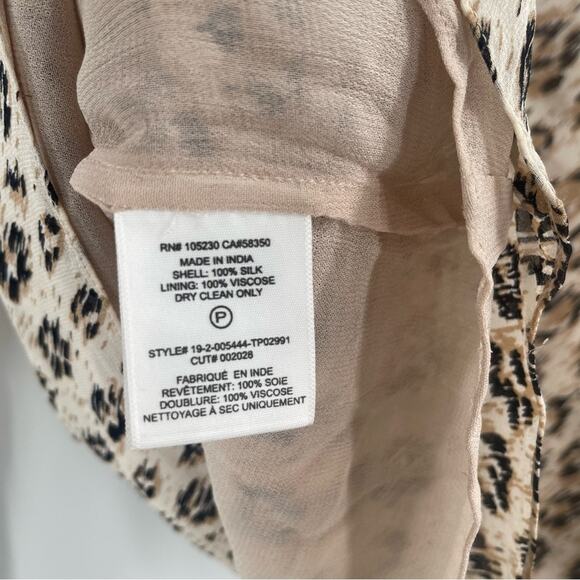 RN# 105230 CA#58350
MADE IN INDIA
SHELL: 100% SILK
LINING: 100% VISCOSE
DRY CLEAN ONLY
P
STYLE# 19-2-005444-TP02991
CUT# 002028
FABRIQUÉ EN INDE
REVÊTEMENT: 100% SOIE
DOUBLURE: 100% VISCOSE
NETTOYAGE À SEC UNIQUEMENT